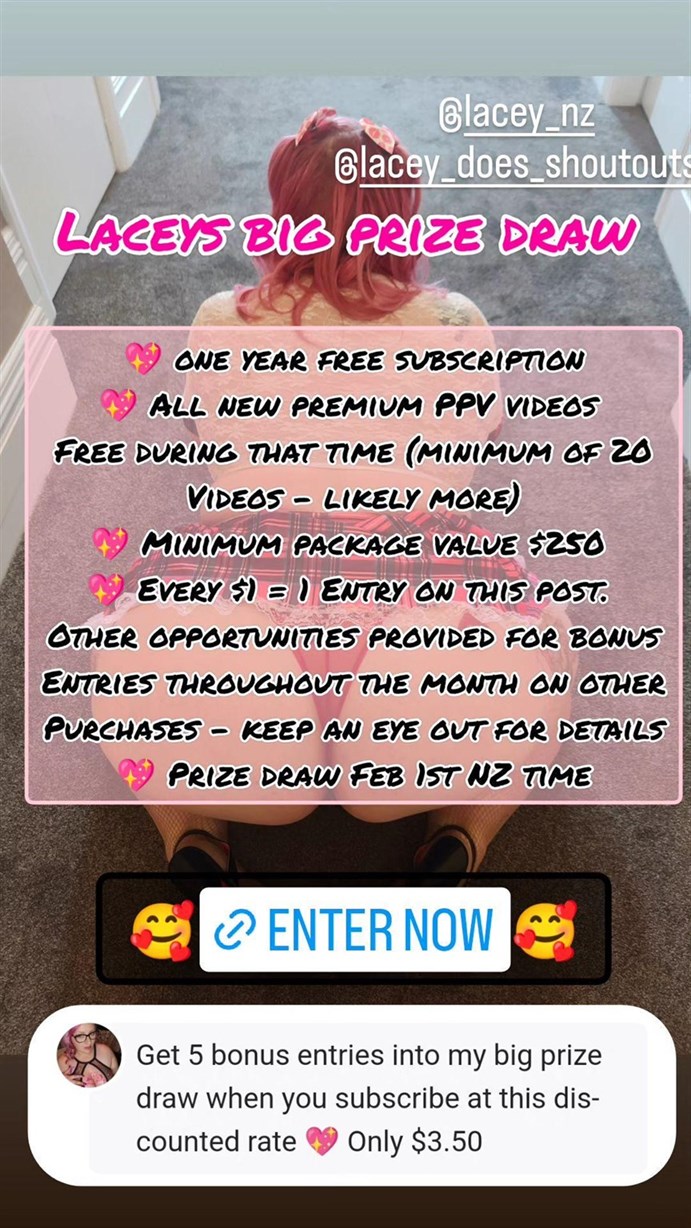 @lacey_nz
@lacey_does_shoutouts
LACEYS BIG PRIZE DRAW
💖 ONE YEAR FREE SUBSCRIPTION
💖 ALL NEW PREMIUM PPV VIDEOS
FREE DURING THAT TIME (MINIMUM OF 20
VIDEOS - LIKELY MORE)
💖 MINIMUM PACKAGE VALUE $250
💖 EVERY $1 = 1 ENTRY ON THIS POST.
OTHER OPPORTUNITIES PROVIDED FOR BONUS
ENTRIES THROUGHOUT THE MONTH ON OTHER
PURCHASES - KEEP AN EYE OUT FOR DETAILS
💖 PRIZE DRAW FEB 1ST NZ TIME
🥰 ENTER NOW 🥰
Get 5 bonus entries into my big prize
draw when you subscribe at this dis-
counted rate 💖 Only $3.50